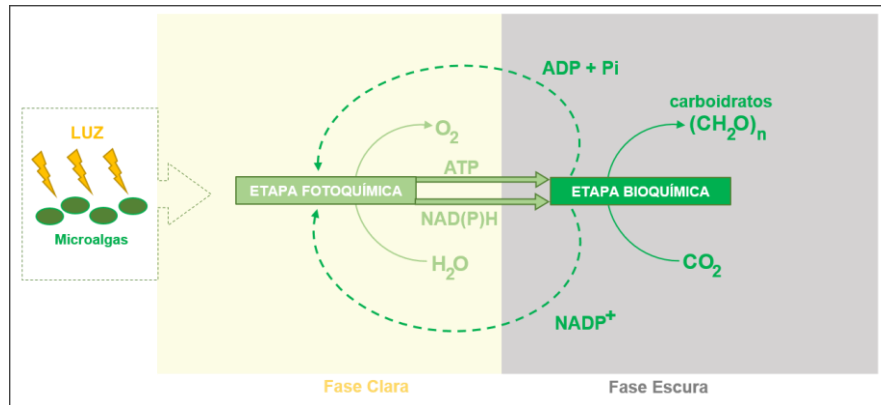 LUZ
Microalgas
ADP + Pi
carboidratos
(CH₂O)ₙ
O₂
ATP
ETAPA FOTOQUÍMICA
ETAPA BIOQUÍMICA
NAD(P)H
H₂O
CO₂
NADP⁺
Fase Clara
Fase Escura